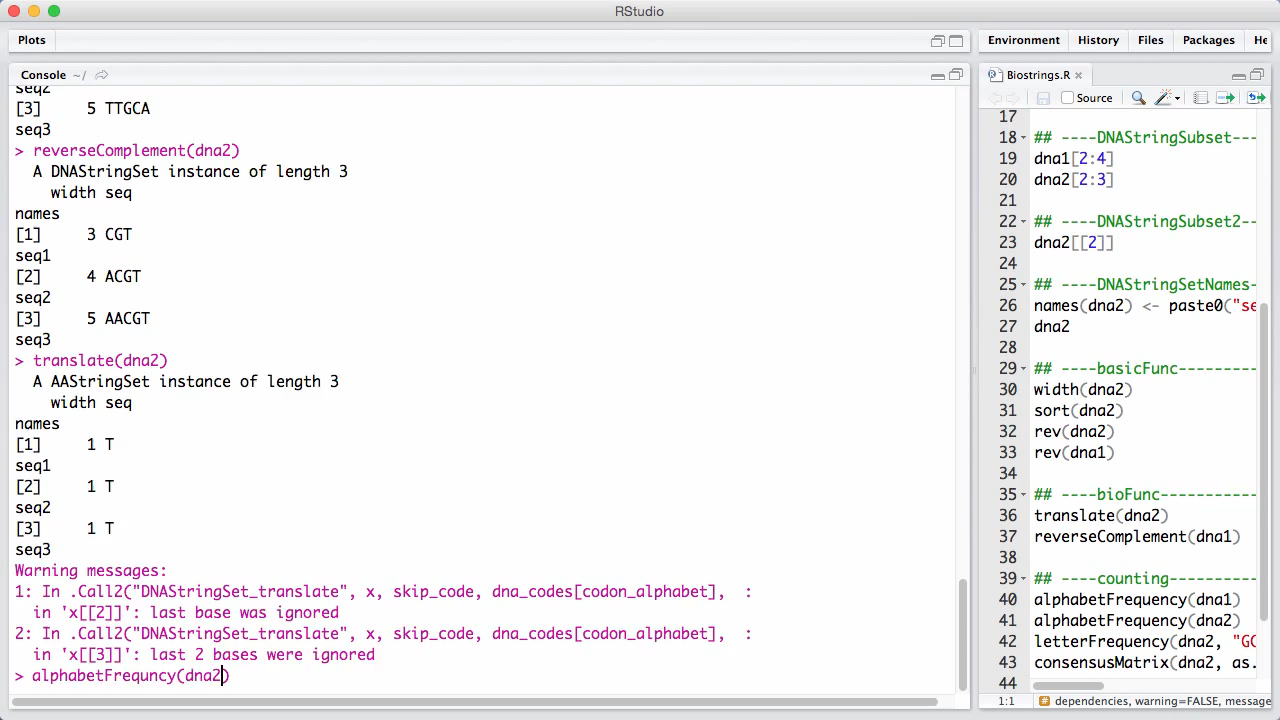 RStudio
Plots
Console ~/
seq2
[3] 5 TTGCA
seq3
> reverseComplement(dna2)
A DNAStringSet instance of length 3
width seq
names
[1] 3 CGT
seq1
[2] 4 ACGT
seq2
[3] 5 AACGT
seq3
> translate(dna2)
A AAStringSet instance of length 3
width seq
names
[1] 1 T
seq1
[2] 1 T
seq2
[3] 1 T
seq3
Warning messages:
1: In .Call2("DNAStringSet_translate", x, skip_code, dna_codes[codon_alphabet], :
in 'x[[2]]': last base was ignored
2: In .Call2("DNAStringSet_translate", x, skip_code, dna_codes[codon_alphabet], :
in 'x[[3]]': last 2 bases were ignored
> alphabetFrequncy(dna2)
Environment History Files Packages He
Biostrings.R
Source
17
18 ## ----DNAStringSubset---
19 dna1[2:4]
20 dna2[2:3]
21
22 ## ----DNAStringSubset2--
23 dna2[[2]]
24
25 ## ----DNAStringSetNames-
26 names(dna2) <- paste0("se
27 dna2
28
29 ## ----basicFunc----------
30 width(dna2)
31 sort(dna2)
32 rev(dna2)
33 rev(dna1)
34
35 ## ----bioFunc-----------
36 translate(dna2)
37 reverseComplement(dna1)
38
39 ## ----counting----------
40 alphabetFrequency(dna1)
41 alphabetFrequency(dna2)
42 letterFrequency(dna2, "GC
43 consensusMatrix(dna2, as.
44
1:1 # dependencies, warning=FALSE, message